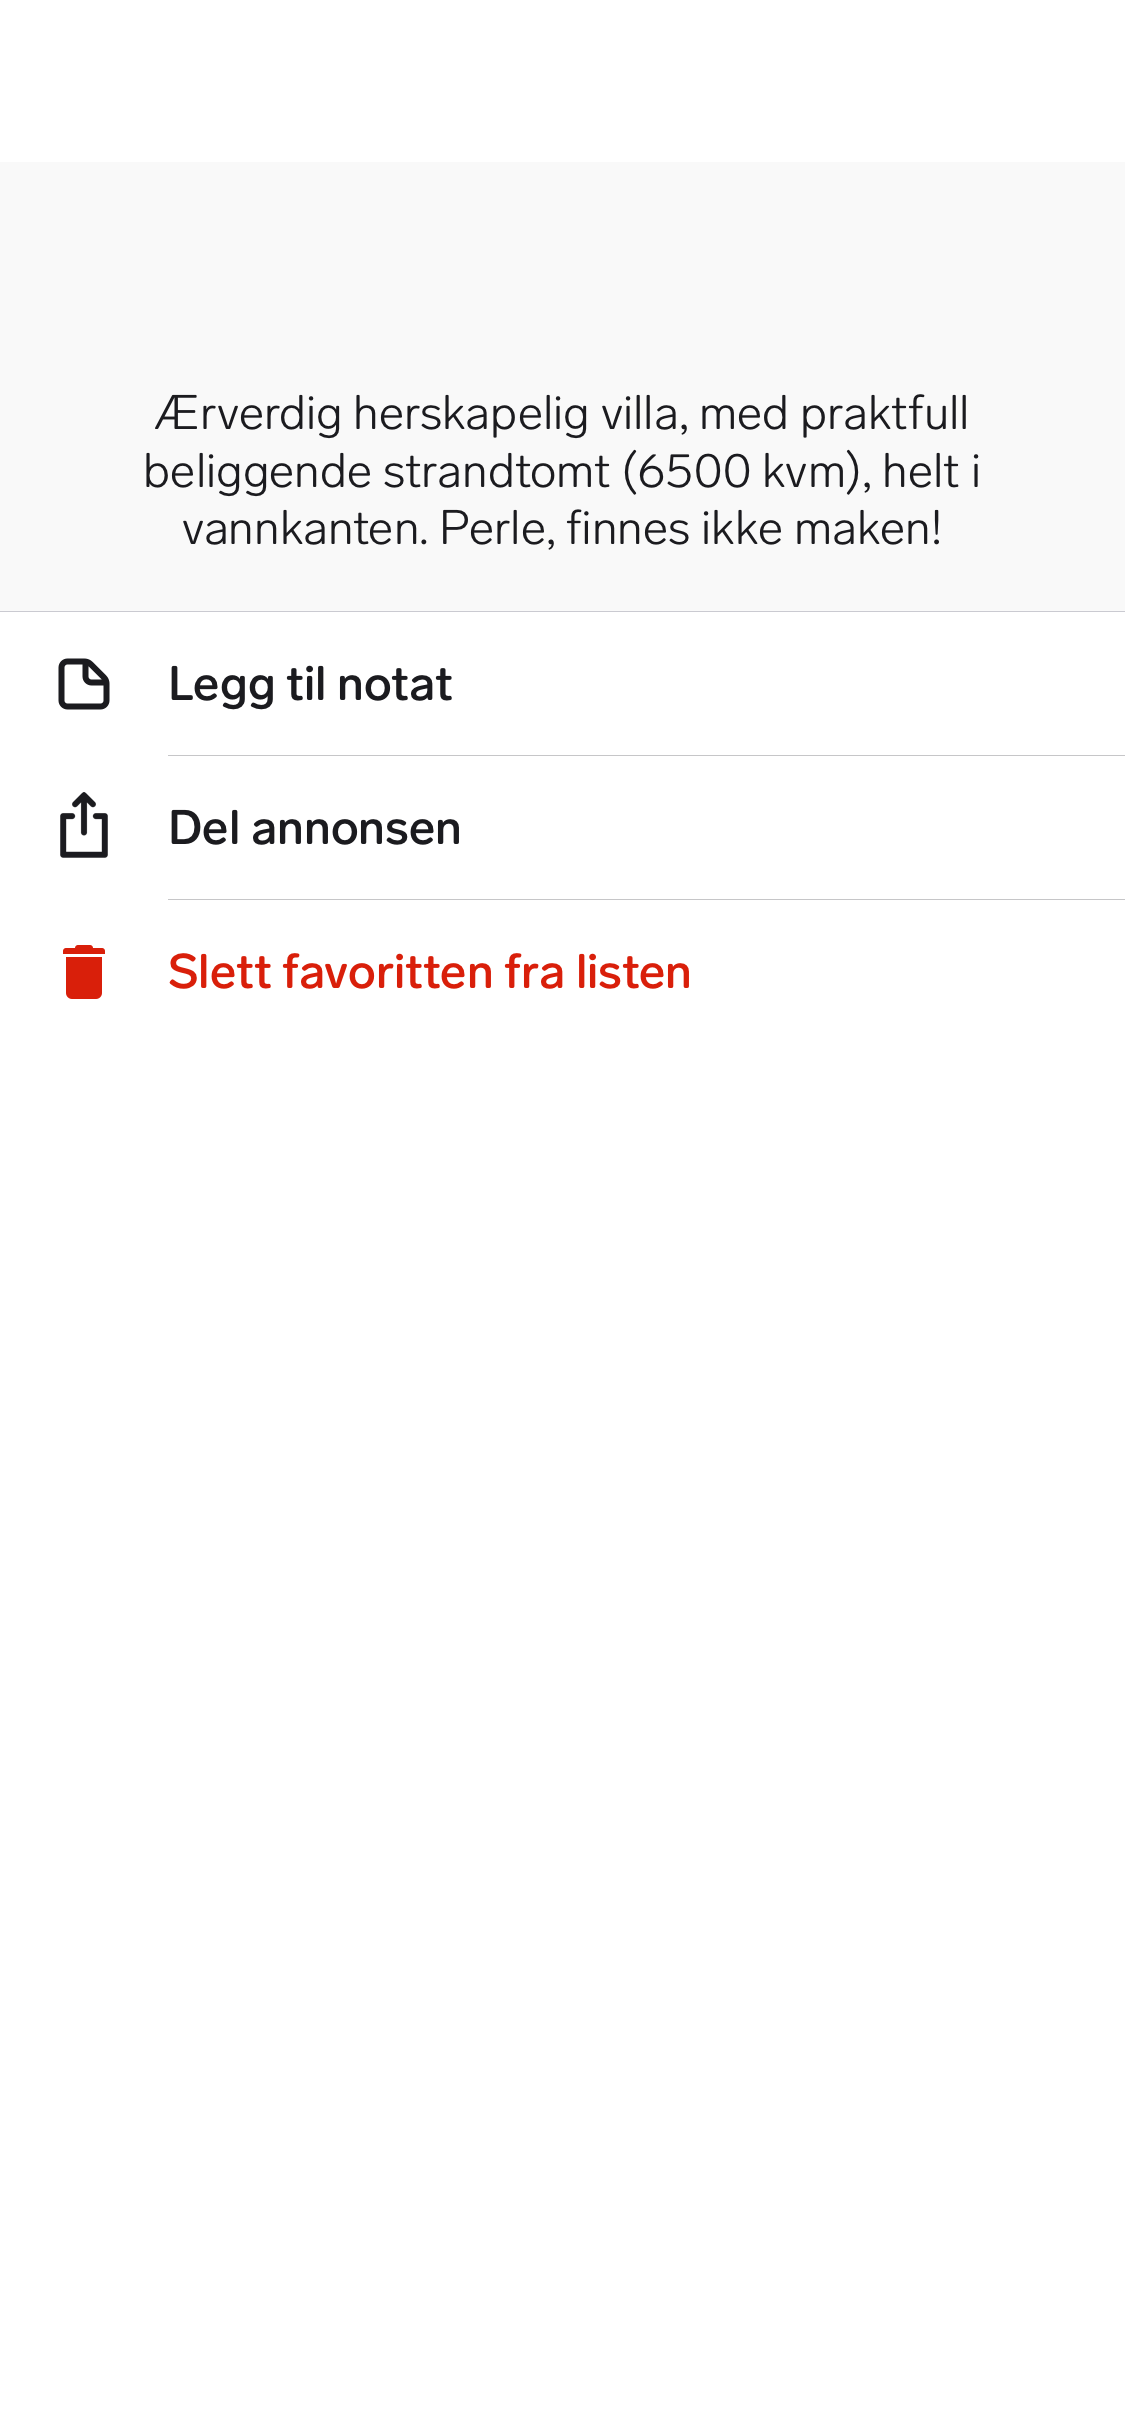 Ærverdig herskapelig villa, med praktfull
beliggende strandtomt (6500 kvm), helt i
vannkanten. Perle, finnes ikke maken!
Legg til notat
Del annonsen
Slett favoritten fra listen